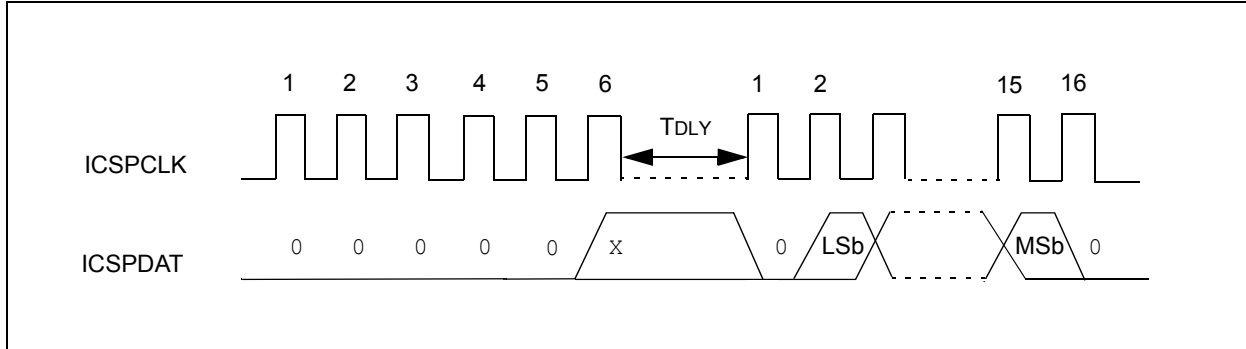 1 2 3 4 5 6 1 2 15 16
TDLY
ICSPCLK
0 0 0 0 0 X 0 LSb MSb 0
ICSPDAT